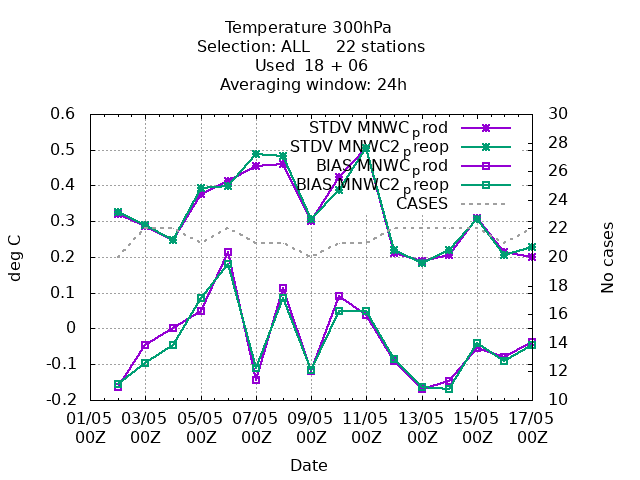 Temperature 300hPa
Selection: ALL     22 stations
Used  18 + 06
Averaging window: 24h
STDV MNWC_prod
STDV MNWC2_preop
BIAS MNWC_prod
BIAS MNWC2_preop
CASES
deg C
0.6
0.5
0.4
0.3
0.2
0.1
0
-0.1
-0.2
30
28
26
24
22
20
18
16
14
12
10
No cases
01/05 03/05 05/05 07/05 09/05 11/05 13/05 15/05 17/05
00Z 00Z 00Z 00Z 00Z 00Z 00Z 00Z 00Z
Date